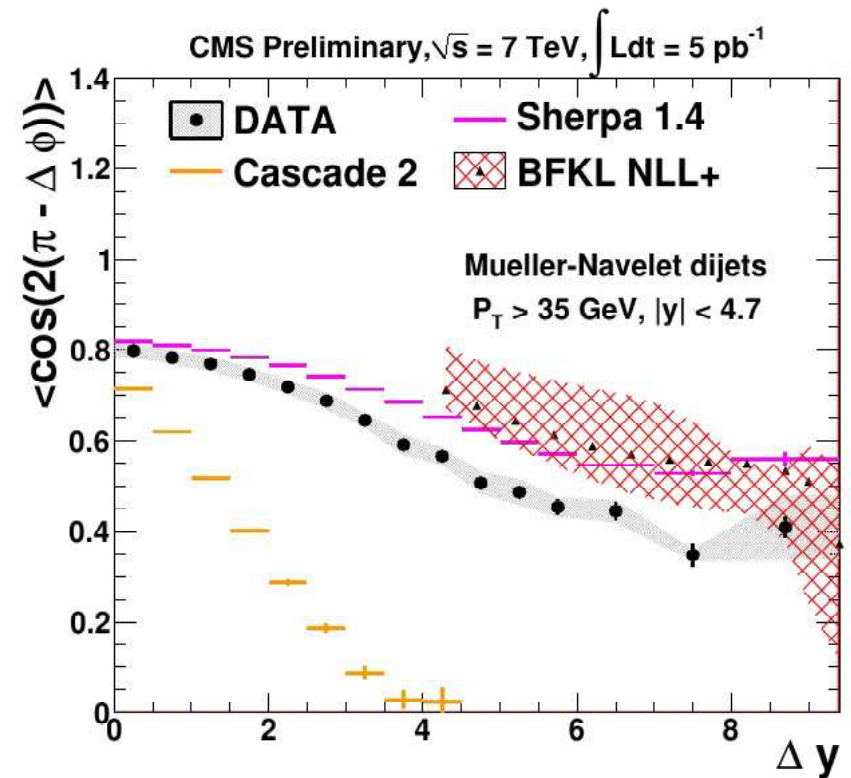 CMS Preliminary, √s = 7 TeV, ∫Ldt = 5 pb⁻¹
<cos(2(π - Δ φ))>
1.4
1.2
1
0.8
0.6
0.4
0.2
0
DATA
Sherpa 1.4
Cascade 2
BFKL NLL+
Mueller-Navelet dijets
P_T > 35 GeV, |y| < 4.7
0 2 4 6 8
Δ y